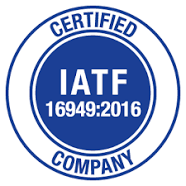 CERTIFIED
IATF
16949:2016
COMPANY